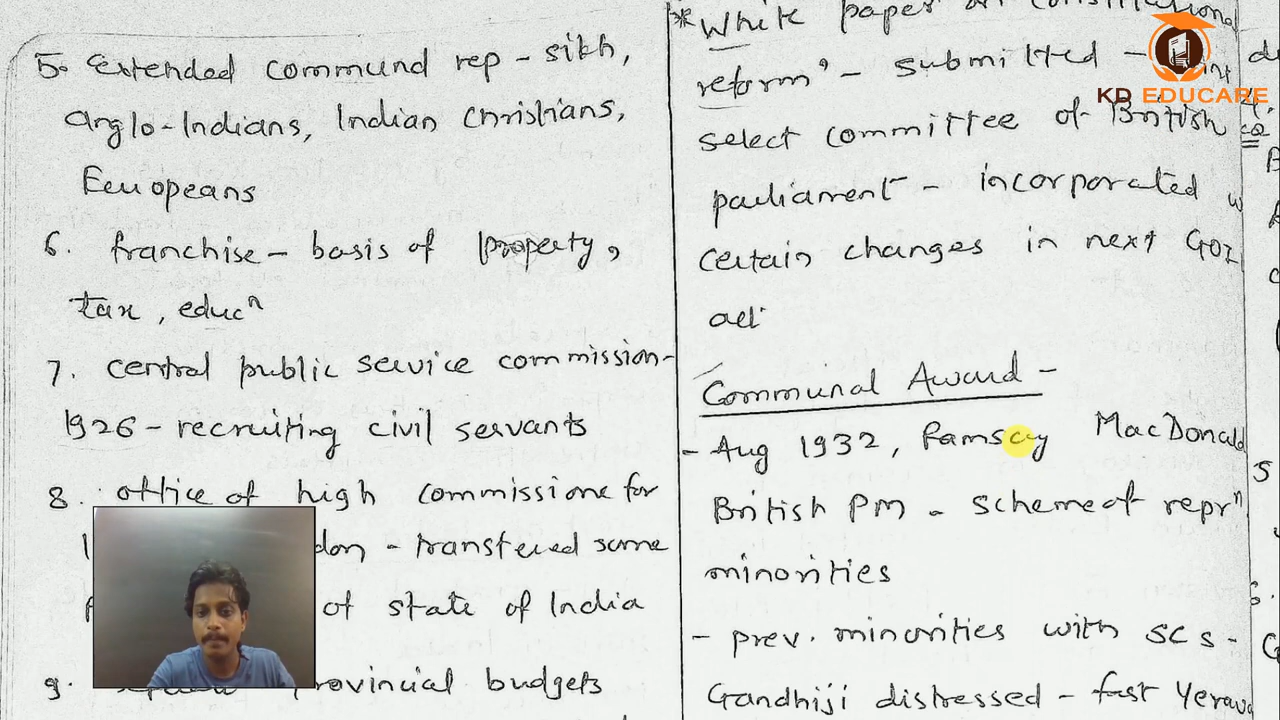 5. Extended communal rep - sikh,
Anglo-Indians, Indian Christians,
Europeans
6. franchise - basis of property,
tax, educⁿ
7. central public service commission-
1926 - recruiting civil servants
8. office of high commissione for
don - transfered some
of state of India
9. provincial budgets
* White paper
reform' - submitted -
select committee of British
parliament - incorporated w
certain changes in next GOI
act
Communal Award -
- Aug 1932, Ramsay MacDonald
British PM - scheme of reprⁿ
minorities
- prev. minorities with SCs -
Gandhiji distressed - fast Yerava
KD EDUCARE